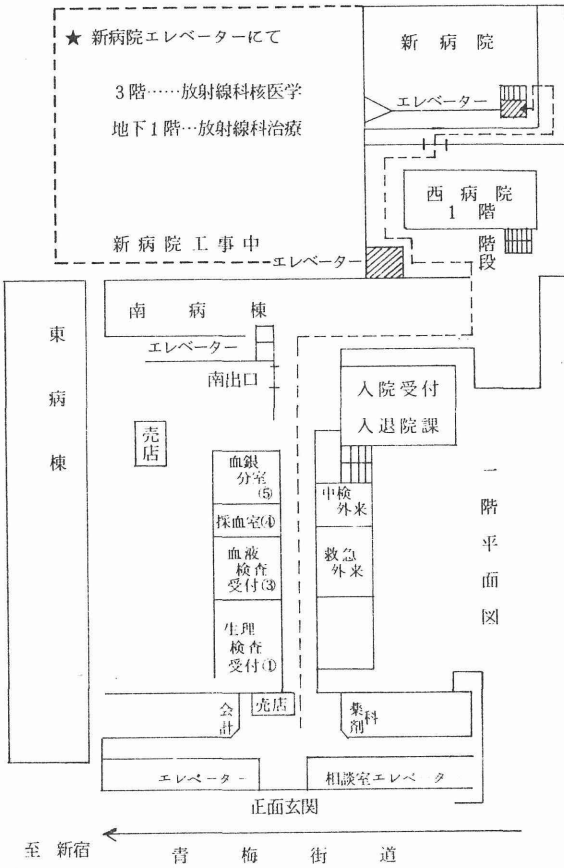 ★ 新病院エレベーターにて
3階……放射線科核医学
地下1階…放射線科治療
新病院工事中
新病院
エレベーター
西病院
1階
階段
エレベーター
南病棟
エレベーター
南出口
東病棟
売店
入院受付
入退院課
血銀
分室
(5)
採血室(4)
血液
検査
受付(3)
生理
検査
受付(1)
中検
外来
救急
外来
一階平面図
会計
売店
薬剤科
エレベーター
相談室エレベータ
正面玄関
至 新宿
青梅街道